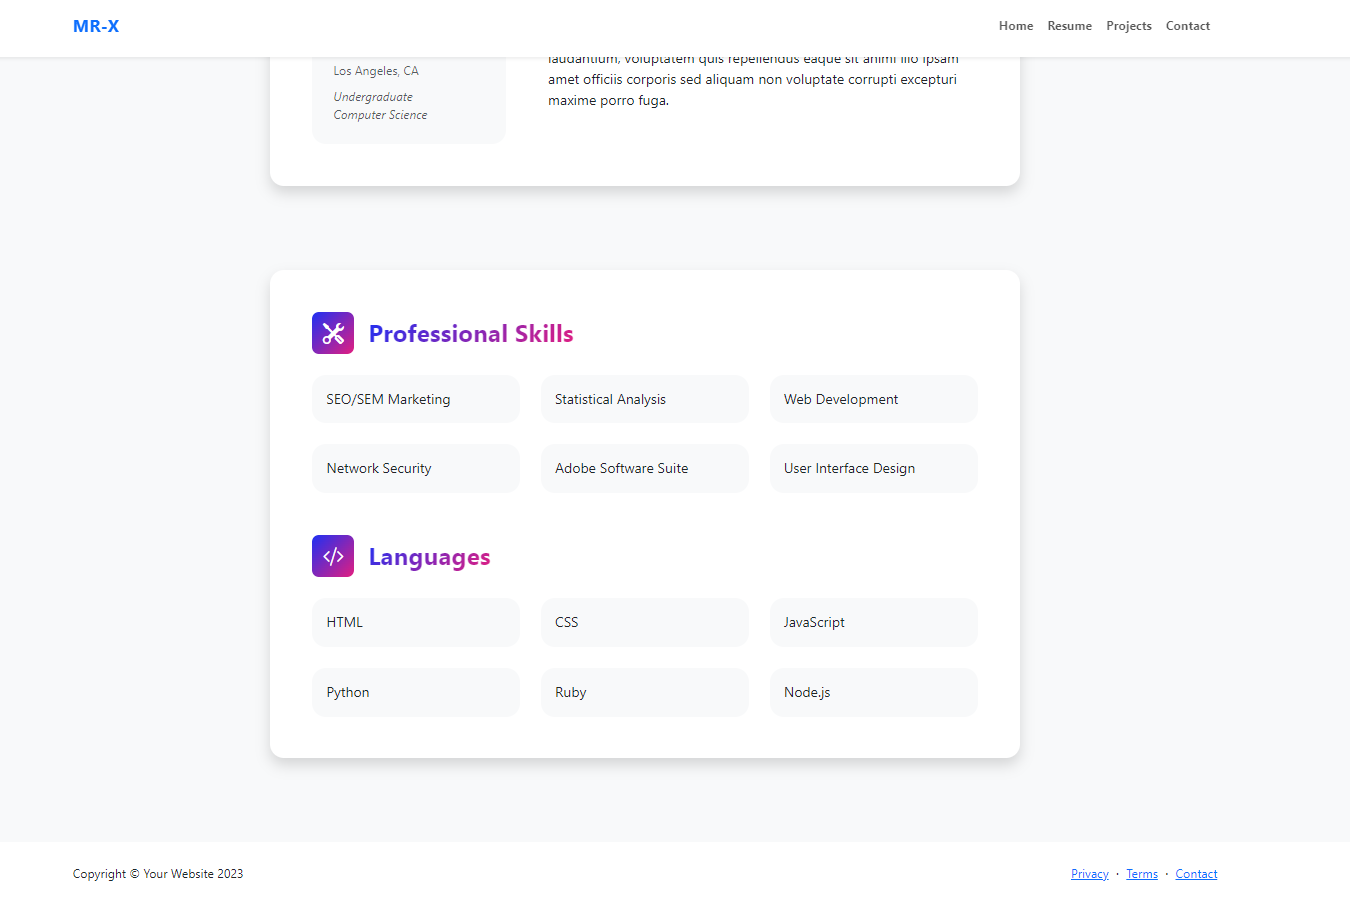 MR-X
Home Resume Projects Contact
laudantium, voluptatem quis repellendus eaque sit animi illo ipsam
amet officiis corporis sed aliquam non voluptate corrupti excepturi
maxime porro fuga.
Los Angeles, CA
Undergraduate
Computer Science
Professional Skills
SEO/SEM Marketing
Statistical Analysis
Web Development
Network Security
Adobe Software Suite
User Interface Design
Languages
HTML
CSS
JavaScript
Python
Ruby
Node.js
Copyright © Your Website 2023
Privacy · Terms · Contact